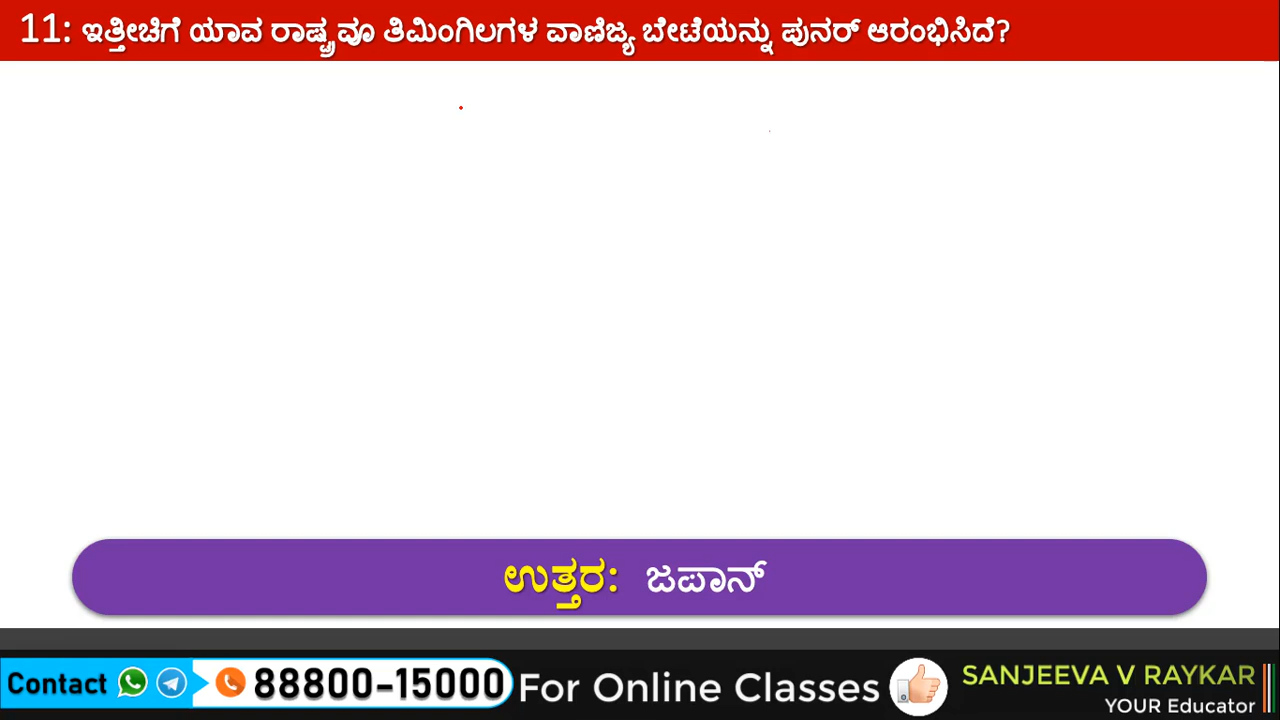 11: ಇತ್ತೀಚಿಗೆ ಯಾವ ರಾಷ್ಟ್ರವೂ ತಿಮಿಂಗಿಲಗಳ ವಾಣಿಜ್ಯ ಬೇಟೆಯನ್ನು ಪುನರ್ ಆರಂಭಿಸಿದೆ?
ಉತ್ತರ: ಜಪಾನ್
Contact 88800-15000 For Online Classes
SANJEEVA V RAYKAR
YOUR Educator